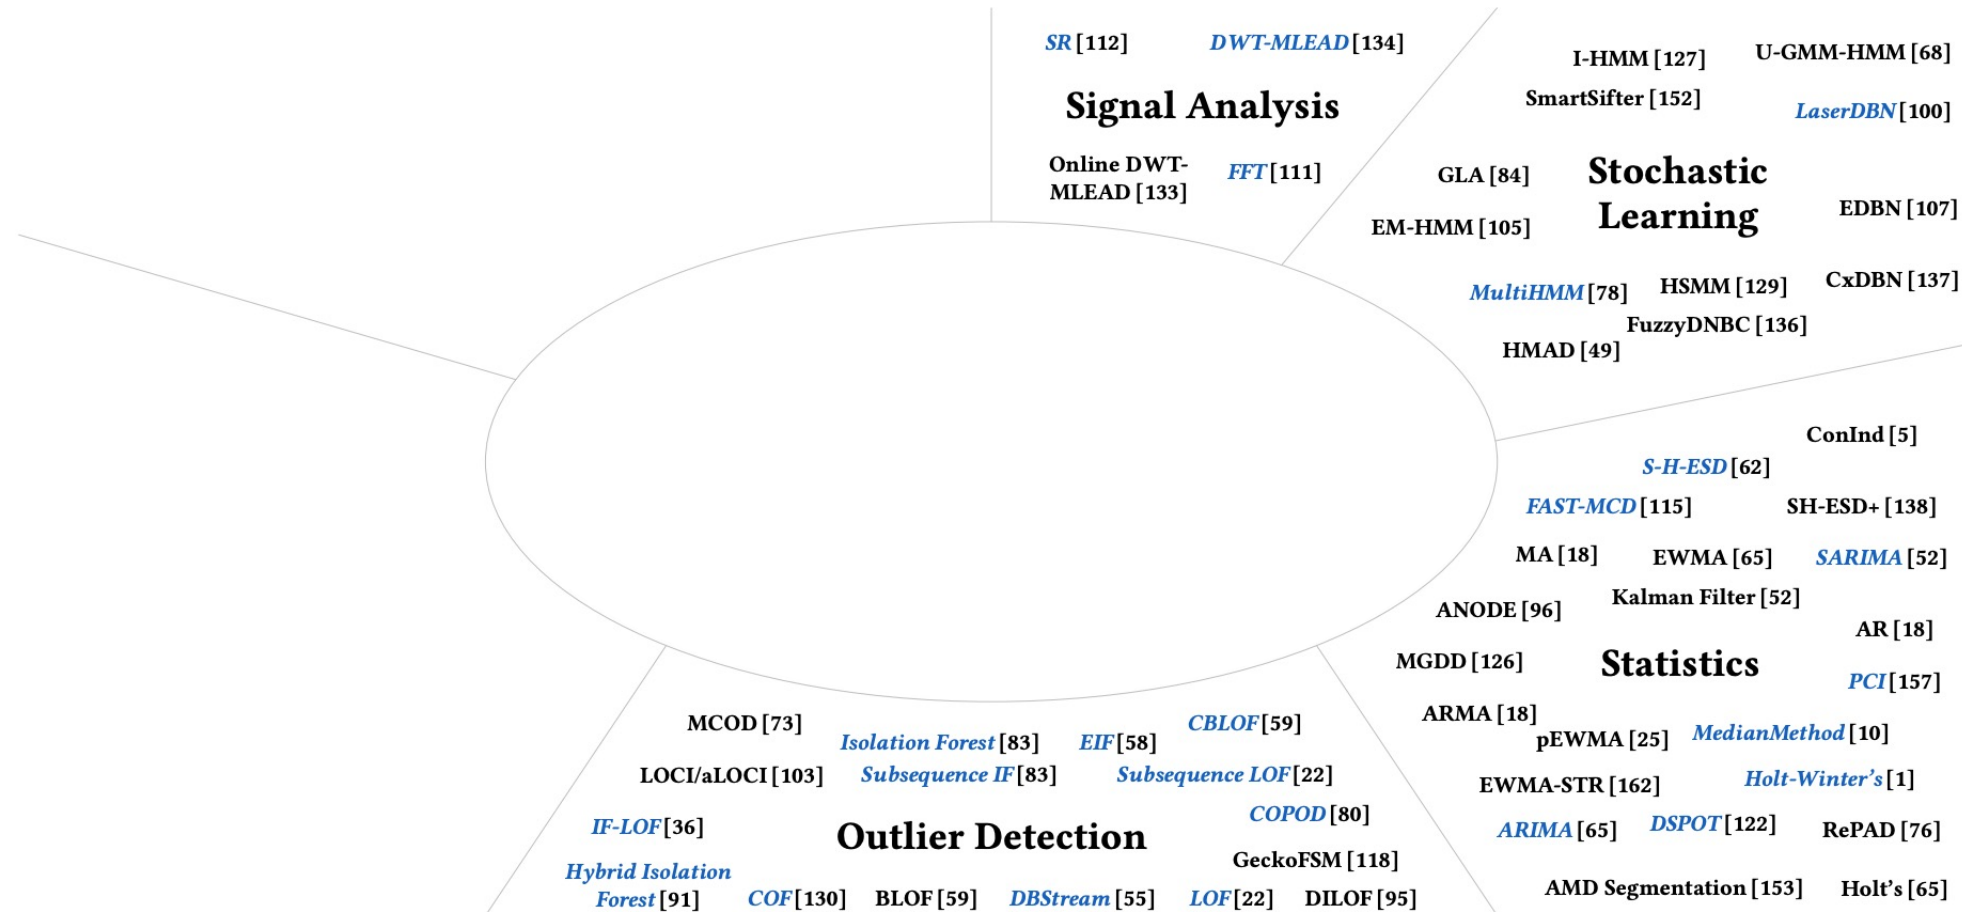 SR [112]
DWT-MLEAD [134]
Signal Analysis
Online DWT-
MLEAD [133]
FFT [111]
I-HMM [127]
U-GMM-HMM [68]
SmartSifter [152]
LaserDBN [100]
GLA [84]
Stochastic
Learning
EDBN [107]
EM-HMM [105]
MultiHMM [78]
HSMM [129]
CxDBN [137]
FuzzyDNBC [136]
HMAD [49]
ConInd [5]
S-H-ESD [62]
FAST-MCD [115]
SH-ESD+ [138]
MA [18]
EWMA [65]
SARIMA [52]
Kalman Filter [52]
ANODE [96]
AR [18]
MGDD [126]
Statistics
PCI [157]
ARMA [18]
pEWMA [25]
MedianMethod [10]
EWMA-STR [162]
Holt-Winter's [1]
ARIMA [65]
DSPOT [122]
RePAD [76]
AMD Segmentation [153]
Holt's [65]
MCOD [73]
Isolation Forest [83]
EIF [58]
CBLOF [59]
LOCI/aLOCI [103]
Subsequence IF [83]
Subsequence LOF [22]
IF-LOF [36]
Outlier Detection
COPOD [80]
GeckoFSM [118]
Hybrid Isolation
Forest [91]
COF [130]
BLOF [59]
DBStream [55]
LOF [22]
DILOF [95]